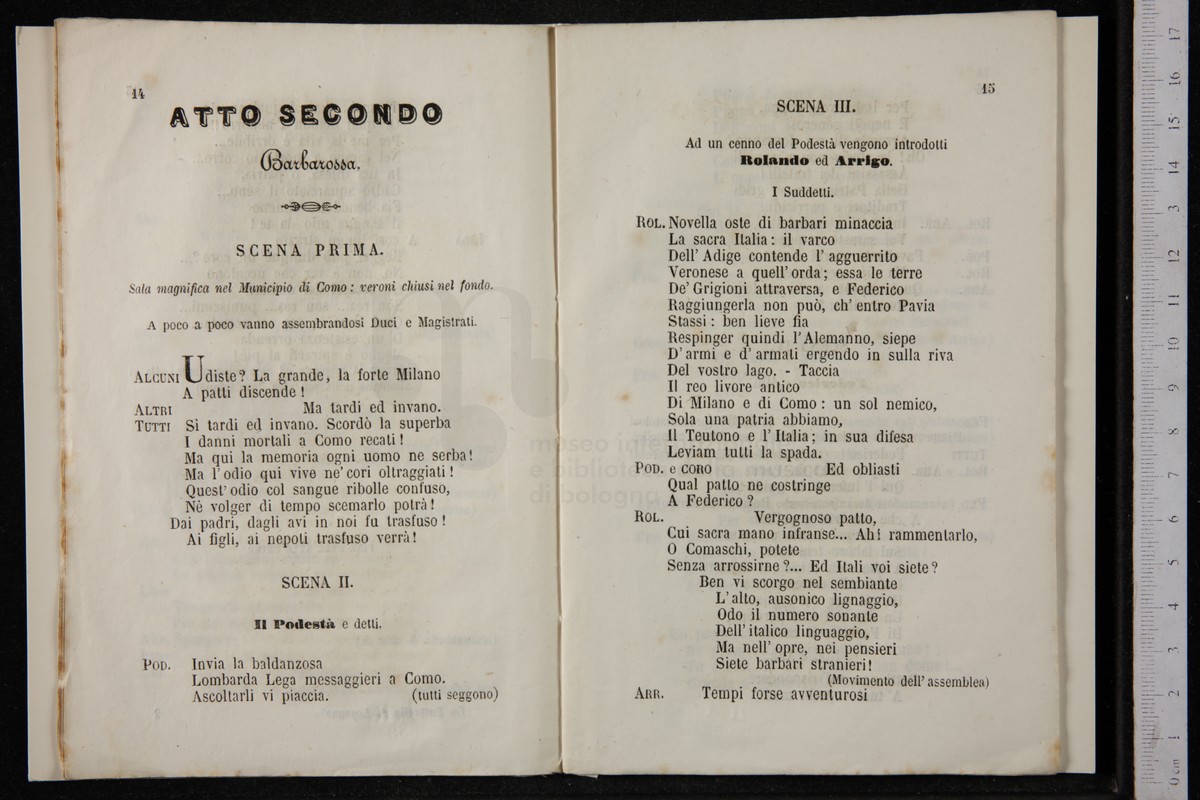 14
ATTO SECONDO
Barbarossa.
SCENA PRIMA.
Sala magnifica nel Municipio di Como: veroni chiusi nel fondo.
A poco a poco vanno assembrandosi Duci e Magistrati.
ALCUNI Udiste? La grande, la forte Milano
A patti discende!
ALTRI Ma tardi ed invano.
TUTTI Sì tardi ed invano. Scordò la superba
I danni mortali a Como recati!
Ma qui la memoria ogni uomo ne serba!
Ma l'odio qui vive ne' cori oltraggiati!
Quest' odio col sangue ribolle confuso,
Nè volger di tempo scemarlo potrà!
Dai padri, dagli avi in noi fu trasfuso!
Ai figli, ai nepoti trasfuso verrà!
SCENA II.
Il Podestà e detti.
POD. Invia la baldanzosa
Lombarda Lega messaggieri a Como.
Ascoltarli vi piaccia. (tutti seggono)
15
SCENA III.
Ad un cenno del Podestà vengono introdotti
Rolando ed Arrigo.
I Suddetti.
ROL. Novella oste di barbari minaccia
La sacra Italia: il varco
Dell' Adige contende l' agguerrito
Veronese a quell' orda; essa le terre
De' Grigioni attraversa, e Federico
Raggiungerla non può, ch' entro Pavia
Stassi: ben lieve fia
Respinger quindi l'Alemanno, siepe
D' armi e d' armati ergendo in sulla riva
Del vostro lago. - Taccia
Il reo livore antico
Di Milano e di Como: un sol nemico,
Sola una patria abbiamo,
Il Teutono e l' Italia; in sua difesa
Leviam tutti la spada.
POD. e CORO Ed obliasti
Qual patto ne costringe
A Federico?
ROL. Vergognoso patto,
Cui sacra mano infranse... Ah! rammentarlo,
O Comaschi, potete
Senza arrossirne?... Ed Itali voi siete?
Ben vi scorgo nel sembiante
L' alto, ausonico lignaggio,
Odo il numero sonante
Dell' italico linguaggio,
Ma nell' opre, nei pensieri
Siete barbari stranieri!
(Movimento dell' assemblea)
ARR. Tempi forse avventurosi